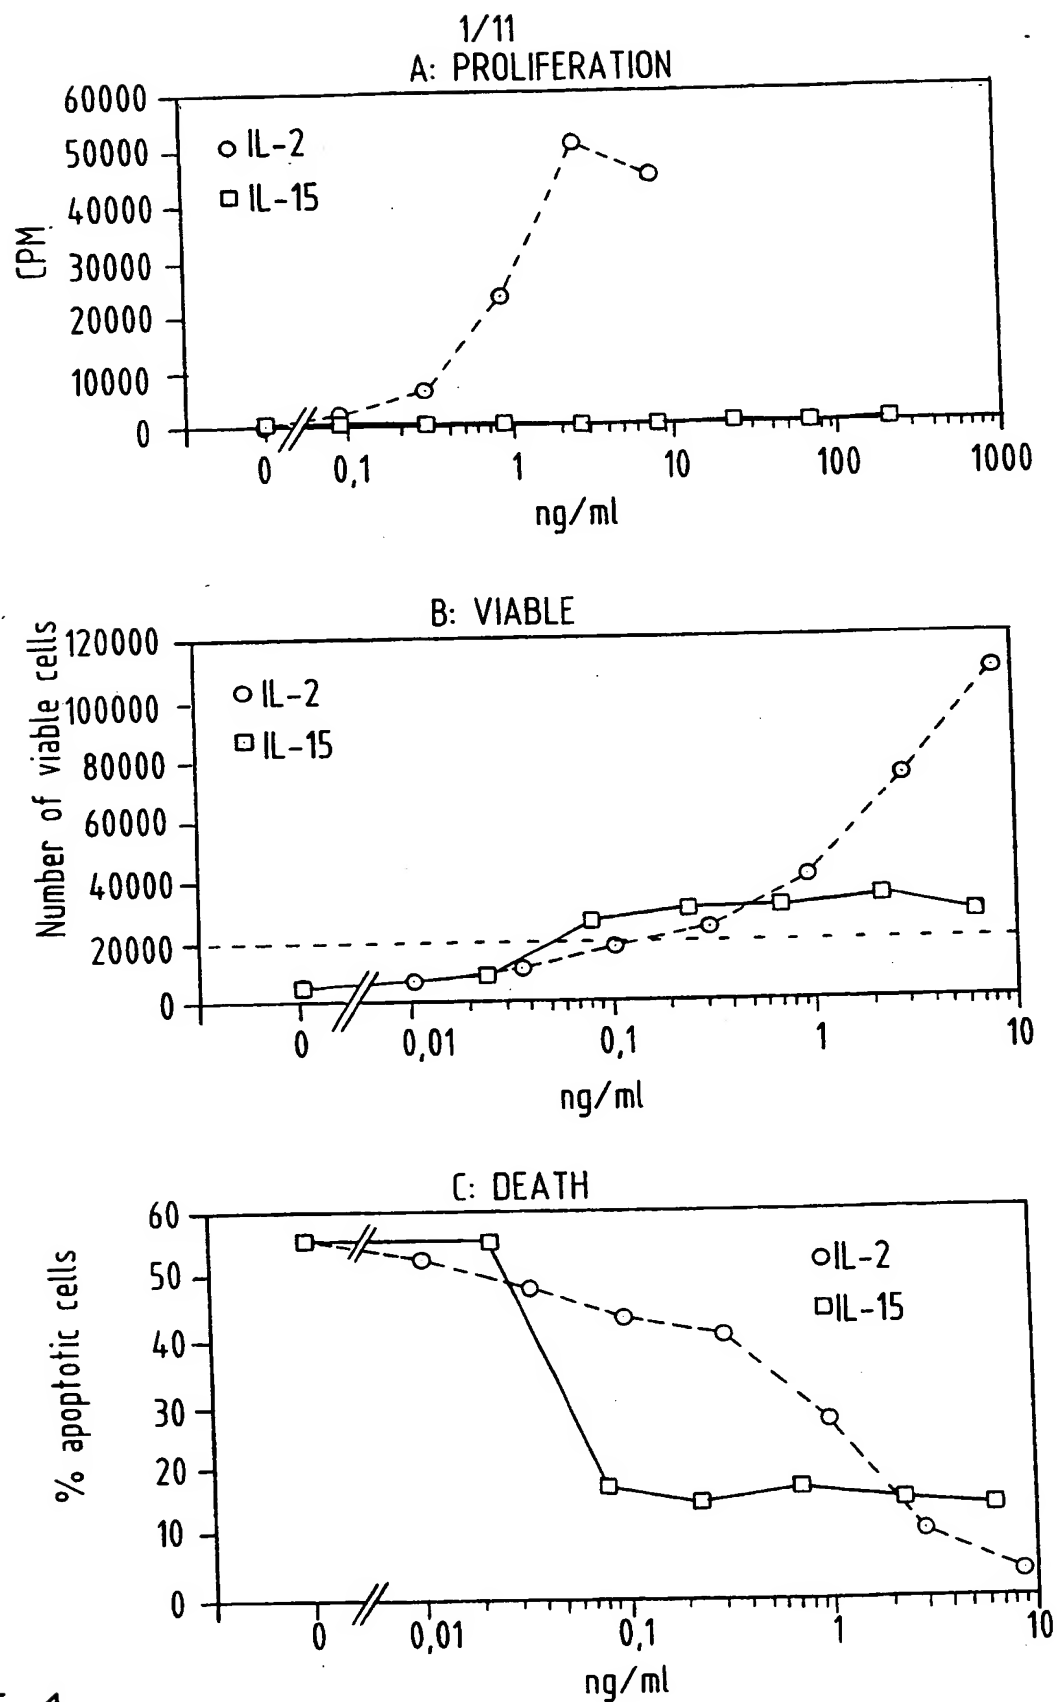 1/11
A: PROLIFERATION
60000
50000
40000
30000
20000
10000
0
CPM
IL-2
IL-15
0 0,1 1 10 100 1000
ng/ml
B: VIABLE
120000
100000
80000
60000
40000
20000
0
Number of viable cells
IL-2
IL-15
0 0,01 0,1 1 10
ng/ml
C: DEATH
60
50
40
30
20
10
0
% apoptotic cells
IL-2
IL-15
0 0,01 0,1 1 10
ng/ml